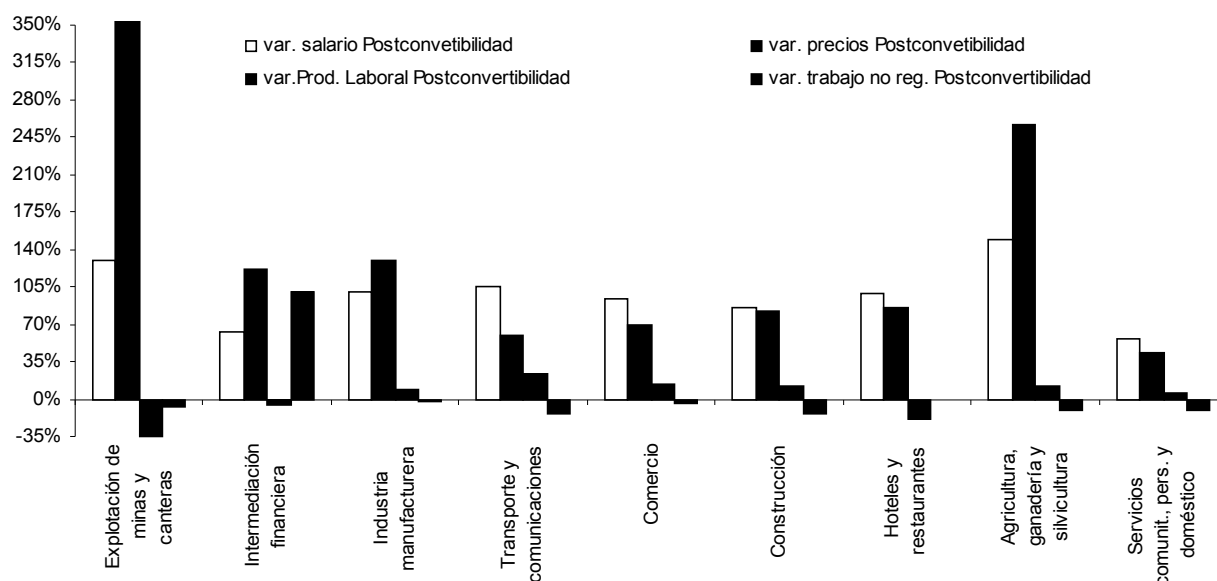 350%
315%
280%
245%
210%
175%
140%
105%
70%
35%
0%
-35%
var. salario Postconvetibilidad
var. precios Postconvetibilidad
var.Prod. Laboral Postconvertibilidad
var. trabajo no reg. Postconvertibilidad
Explotación de
minas y
canteras
Intermediación
financiera
Industria
manufacturera
Transporte y
comunicaciones
Comercio
Construcción
Hoteles y
restaurantes
Agricultura,
ganadería y
silvicultura
Servicios
comunit., pers. y
doméstico